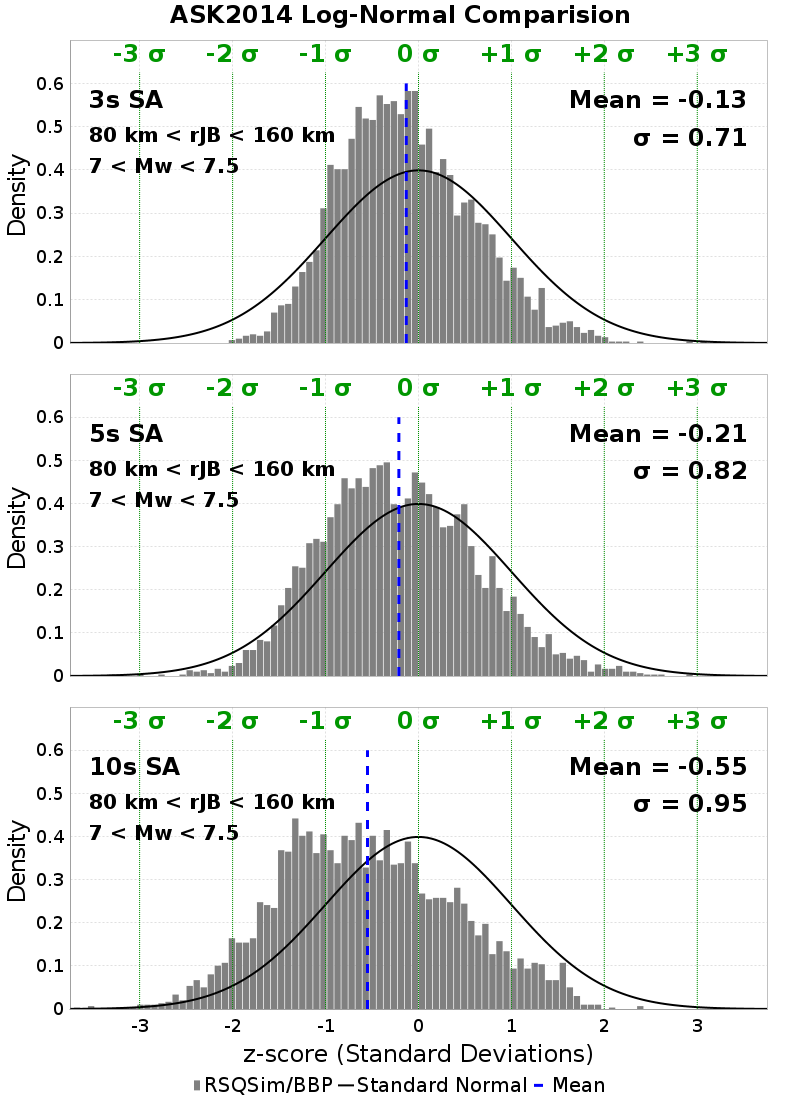 ASK2014 Log-Normal Comparision
-3 σ -2 σ -1 σ 0 σ +1 σ +2 σ +3 σ
3s SA
Mean = -0.13
80 km < rJB < 160 km
σ = 0.71
7 < Mw < 7.5
Density
0.6
0.5
0.4
0.3
0.2
0.1
0
-3 σ -2 σ -1 σ 0 σ +1 σ +2 σ +3 σ
5s SA
Mean = -0.21
80 km < rJB < 160 km
σ = 0.82
7 < Mw < 7.5
Density
0.6
0.5
0.4
0.3
0.2
0.1
0
-3 σ -2 σ -1 σ 0 σ +1 σ +2 σ +3 σ
10s SA
Mean = -0.55
80 km < rJB < 160 km
σ = 0.95
7 < Mw < 7.5
Density
0.6
0.5
0.4
0.3
0.2
0.1
0
-3 -2 -1 0 1 2 3
z-score (Standard Deviations)
RSQSim/BBP Standard Normal Mean